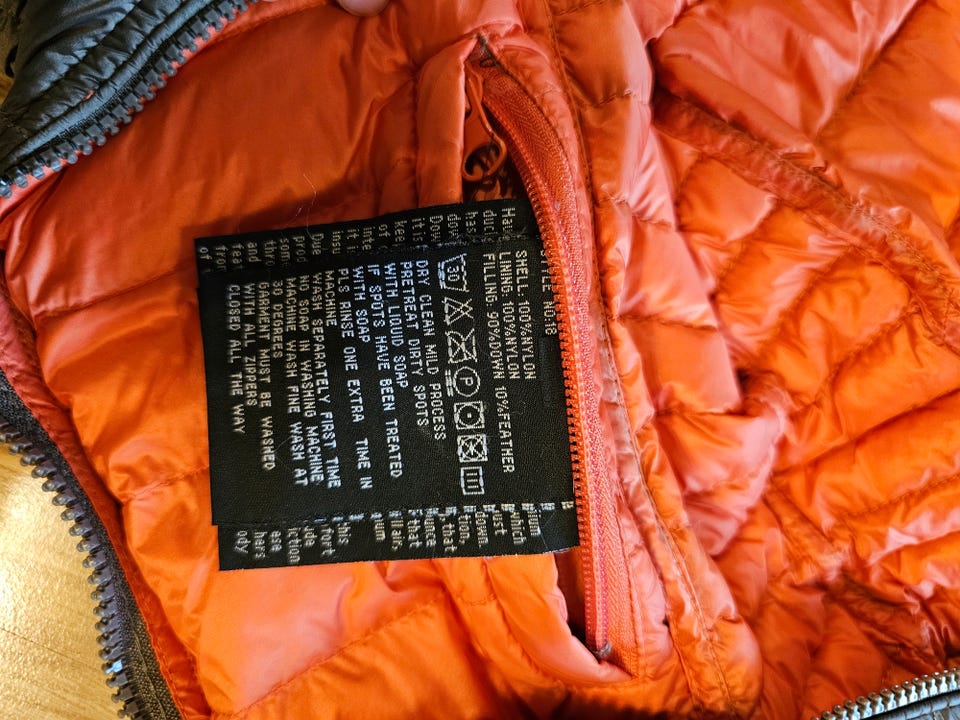 NO.18
SHELL 100%NYLON
LINING 100%NYLON
FILLING 90%DOWN 10%FEATHER
30 P
DRY CLEAN MILD PROCESS
PRETREAT DIRTY SPOTS
WITH LIQUID SOAP
IF SPOTS HAVE BEEN TREATED
WITH SOAP
PLS RINSE ONE EXTRA TIME IN
MACHINE
WASH SEPARATELY FIRST TIME
NO SOAP IN WASHING MACHINE
MACHINE WASH FINE WASH AT
30 DEGREES
GARMENT MUST BE WASHED
WITH ALL ZIPPERS
CLOSED ALL THE WAY